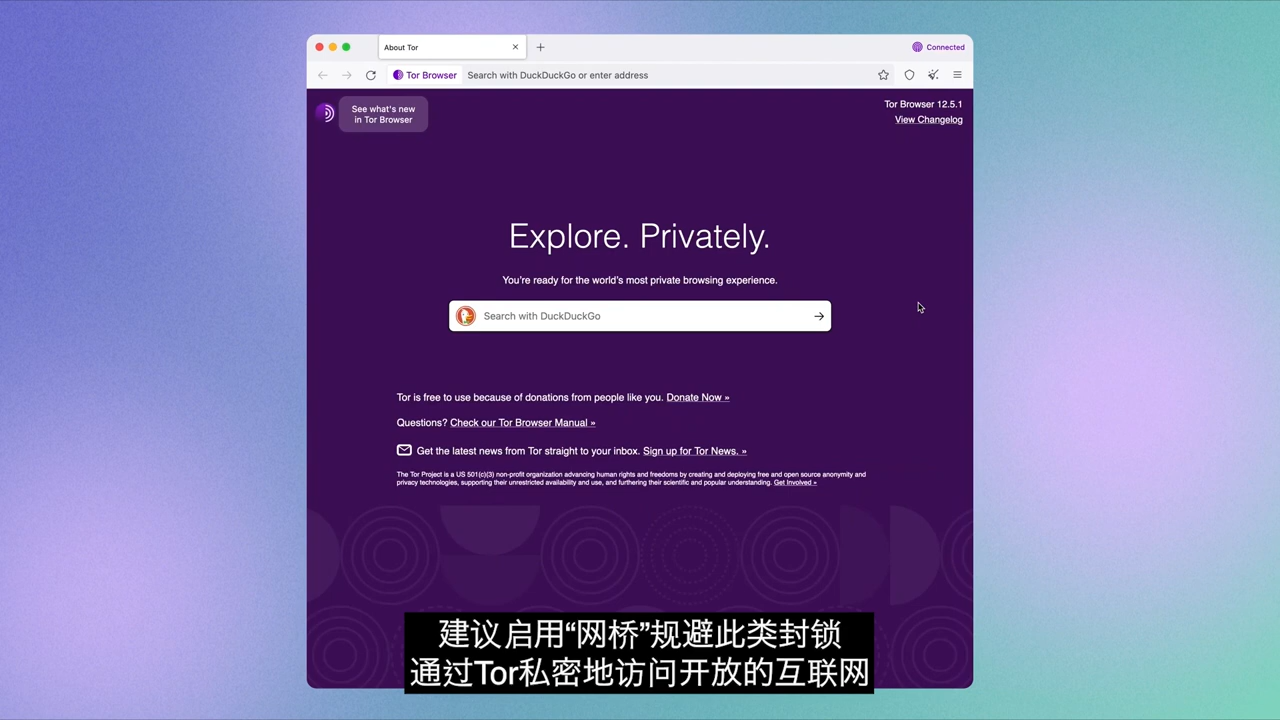 About Tor
Connected
Tor Browser
Search with DuckDuckGo or enter address
See what's new
in Tor Browser
Tor Browser 12.5.1
View Changelog
Explore. Privately.
You're ready for the world's most private browsing experience.
Search with DuckDuckGo
Tor is free to use because of donations from people like you. Donate Now »
Questions? Check our Tor Browser Manual »
Get the latest news from Tor straight to your inbox. Sign up for Tor News. »
The Tor Project is a US 501(c)(3) non-profit organization advancing human rights and freedoms by creating and deploying free and open source anonymity and
privacy technologies, supporting their unrestricted availability and use, and furthering their scientific and popular understanding. Get Involved »
建议启用“网桥”规避此类封锁
通过Tor私密地访问开放的互联网